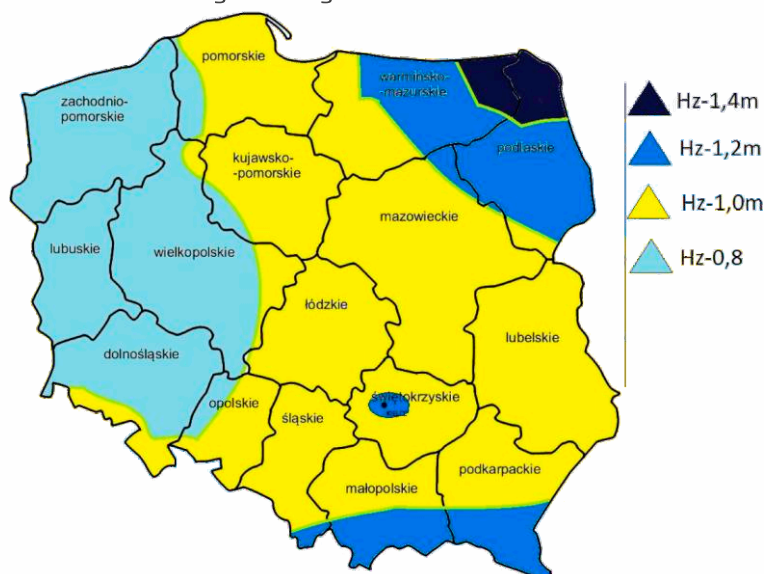 pomorskie
zachodnio-
pomorskie
warmińsko-
-mazurskie
podlaskie
kujawsko-
-pomorskie
mazowieckie
lubuskie
wielkopolskie
łódzkie
lubelskie
dolnośląskie
opolskie
śląskie
świętokrzyskie
małopolskie
podkarpackie
Hz-1,4m
Hz-1,2m
Hz-1,0m
Hz-0,8